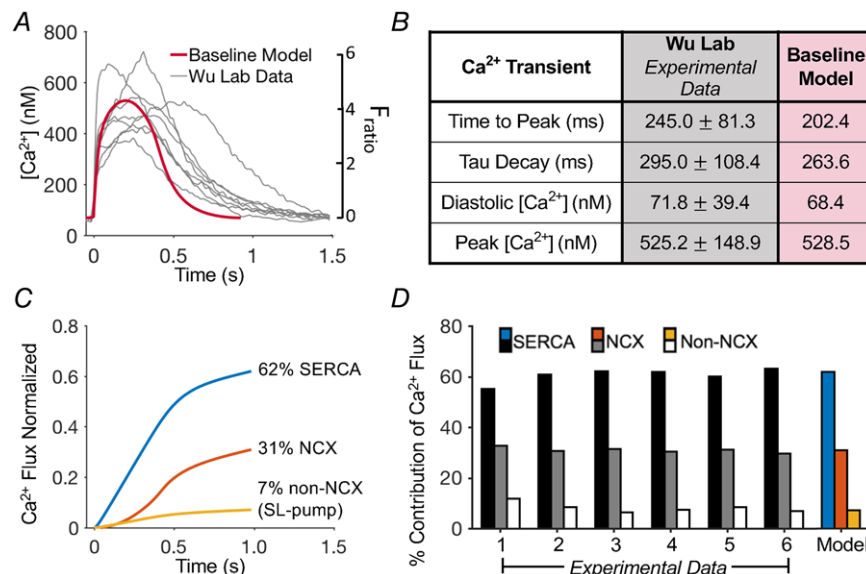 A
800
600
400
200
0
[Ca2+] (nM)
Baseline Model
Wu Lab Data
6
4
2
0
Fratio
0
0.5
1
1.5
Time (s)
B
Ca2+ Transient
Wu Lab
Experimental
Data
Baseline
Model
Time to Peak (ms) 245.0 ± 81.3 202.4
Tau Decay (ms) 295.0 ± 108.4 263.6
Diastolic [Ca2+] (nM) 71.8 ± 39.4 68.4
Peak [Ca2+] (nM) 525.2 ± 148.9 528.5
C
0.8
0.6
0.4
0.2
0
Ca2+ Flux Normalized
62% SERCA
31% NCX
7% non-NCX
(SL-pump)
0 0.5 1 1.5
Time (s)
D
80
60
40
20
0
% Contribution of Ca2+ Flux
SERCA NCX Non-NCX
1 2 3 4 5 6 Model
Experimental Data